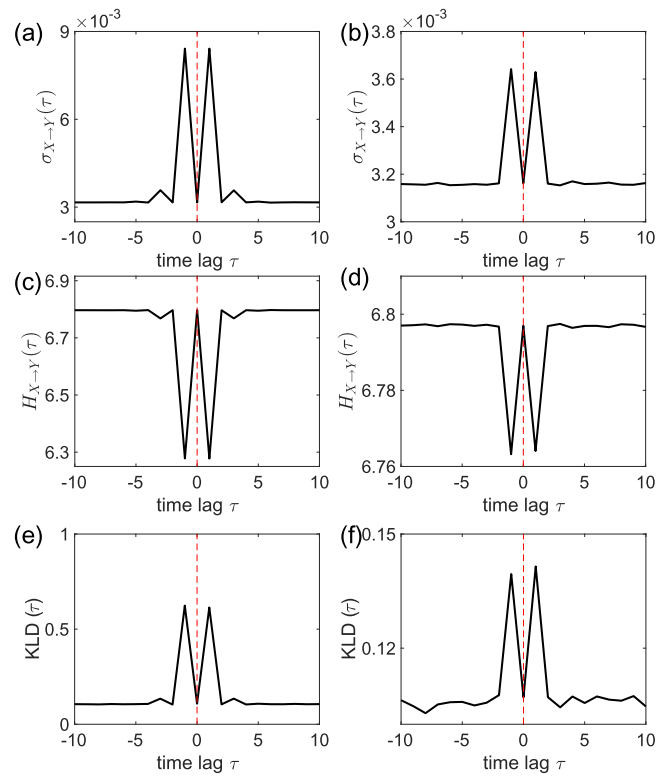 (a)
×10⁻³
9
6
3
σ_{X→Y}(τ)
-10 -5 0 5 10
time lag τ
(b)
×10⁻³
3.8
3.6
3.4
3.2
3
σ_{X→Y}(τ)
-10 -5 0 5 10
time lag τ
(c)
6.9
6.7
6.5
6.3
H_{X→Y}(τ)
-10 -5 0 5 10
time lag τ
(d)
6.8
6.78
6.76
H_{X→Y}(τ)
-10 -5 0 5 10
time lag τ
(e)
1
0.5
0
KLD (τ)
-10 -5 0 5 10
time lag τ
(f)
0.15
0.12
KLD (τ)
-10 -5 0 5 10
time lag τ